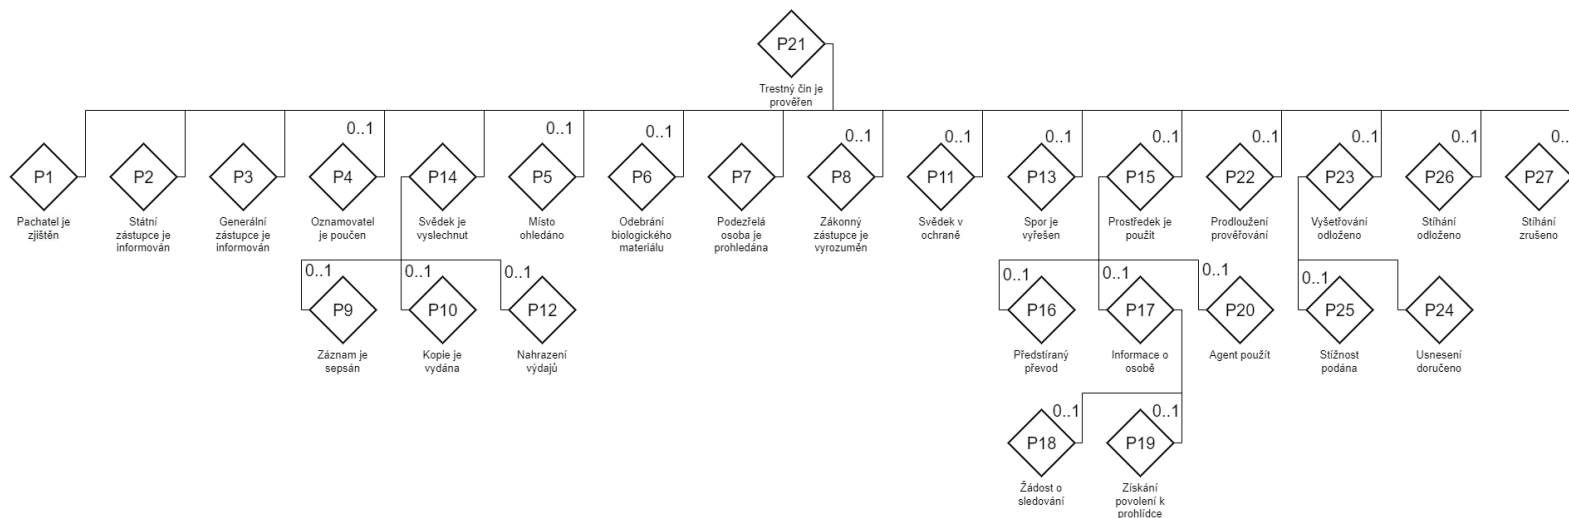 P21
Trestný čin je
prověřen
0..1
0..1
0..1
0..1
0..1
0..1
0..1
0..1
0..1
0..1
0..
P1
P2
P3
P4
P14
P5
P6
P7
P8
P11
P13
P15
P22
P23
P26
P27
Pachatel je
zjištěn
Státní
zástupce je
informován
Generální
zástupce je
informován
Oznamovatel
je poučen
Svědek je
vyslechnut
Místo
ohledáno
Odebrání
biologického
materiálu
Podezřelá
osoba je
prohledána
Zákonný
zástupce je
vyrozuměn
Svědek v
ochraně
Spor je
vyřešen
Prostředek je
použit
Prodloužení
prověřování
Vyšetřování
odloženo
Stíhání
odloženo
Stíhání
zrušeno
0..1
0..1
0..1
0..1
0..1
0..1
0..1
P9
P10
P12
P16
P17
P20
P25
P24
Záznam je
sepsán
Kopie je
vydána
Nahrazení
výdajů
Předstíraný
převod
Informace o
osobě
Agent použít
Stížnost
podána
Usnesení
doručeno
0..1
0..1
P18
P19
Žádost o
sledování
Získání
povolení k
prohlídce